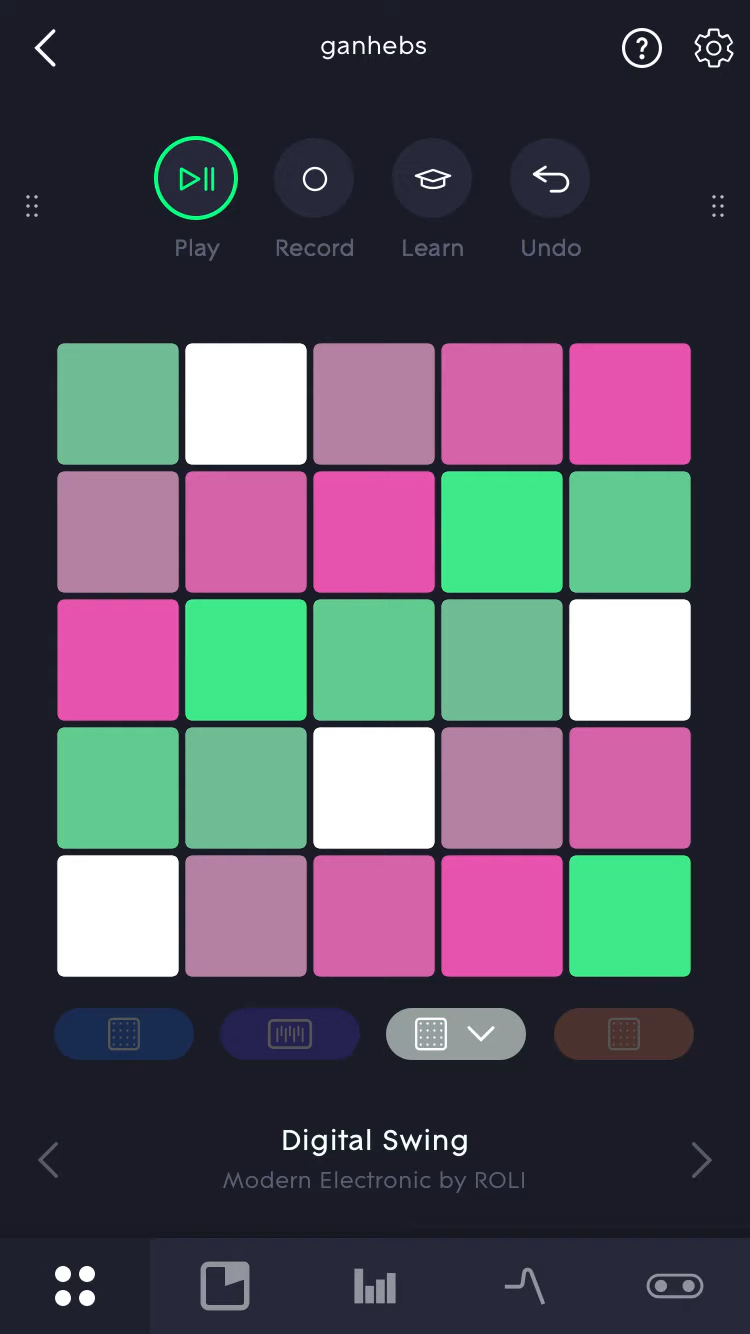 ganhebs
Play Record Learn Undo
Digital Swing
Modern Electronic by ROLI